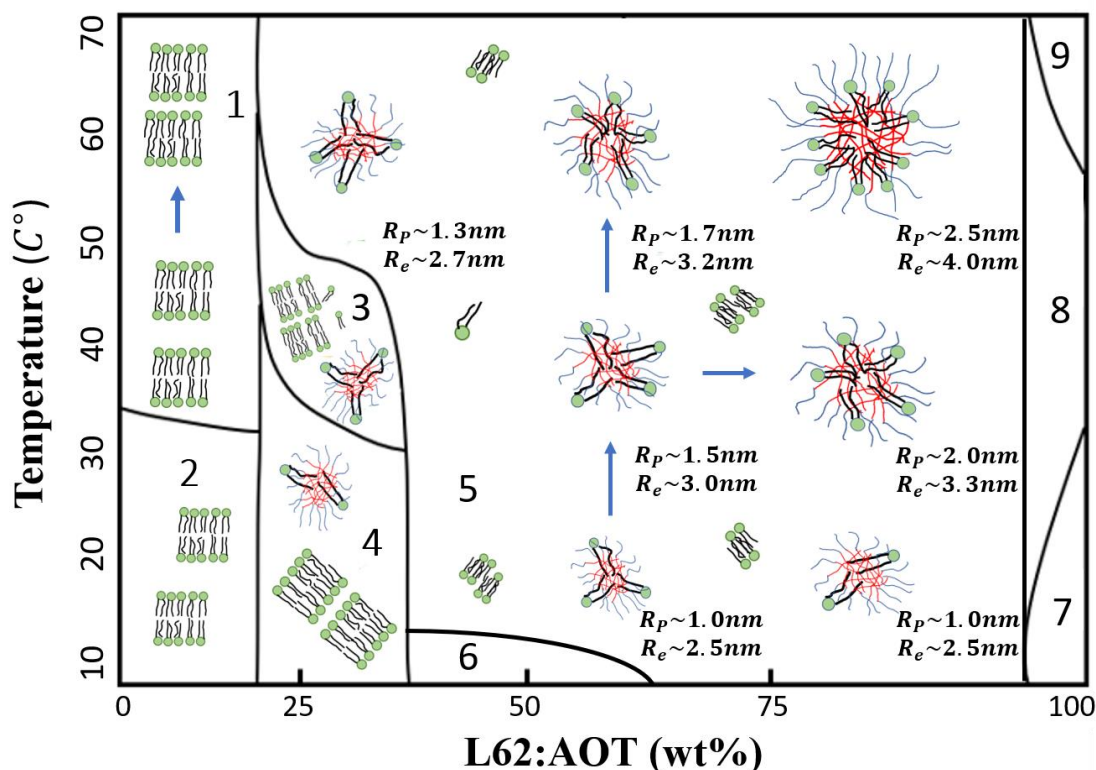 Temperature (C°)
70
60
50
40
30
20
10
1
9
R_P~1.3nm
R_e~2.7nm
R_P~1.7nm
R_e~3.2nm
R_P~2.5nm
R_e~4.0nm
3
8
2
R_P~1.5nm
R_e~3.0nm
R_P~2.0nm
R_e~3.3nm
5
4
R_P~1.0nm
R_e~2.5nm
R_P~1.0nm
R_e~2.5nm
7
6
0
25
50
75
100
L62:AOT (wt%)